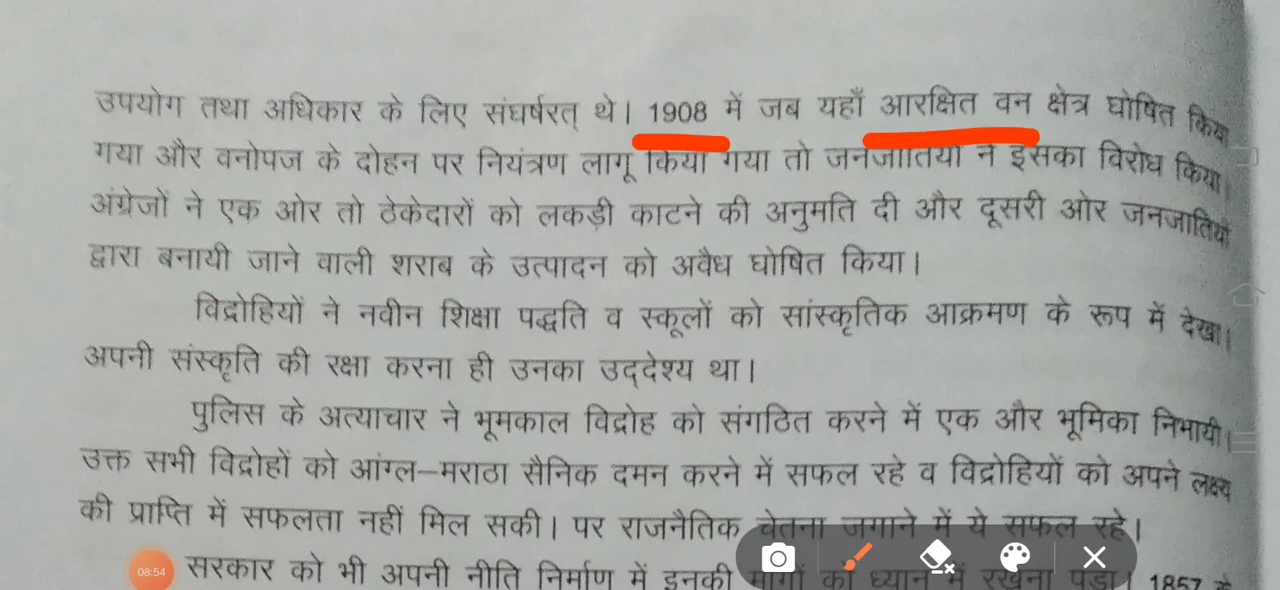 उपयोग तथा अधिकार के लिए संघर्षरत् थे। 1908 में जब यहाँ आरक्षित वन क्षेत्र घोषित किया
गया और वनोपज के दोहन पर नियंत्रण लागू किया गया तो जनजातियों ने इसका विरोध किया।
अंग्रेजों ने एक ओर तो ठेकेदारों को लकड़ी काटने की अनुमति दी और दूसरी ओर जनजातियों
द्वारा बनायी जाने वाली शराब के उत्पादन को अवैध घोषित किया।
विद्रोहियों ने नवीन शिक्षा पद्धति व स्कूलों को सांस्कृतिक आक्रमण के रूप में देखा।
अपनी संस्कृति की रक्षा करना ही उनका उद्देश्य था।
पुलिस के अत्याचार ने भूमकाल विद्रोह को संगठित करने में एक और भूमिका निभायी।
उक्त सभी विद्रोहों को आंग्ल–मराठा सैनिक दमन करने में सफल रहे व विद्रोहियों को अपने लक्ष्य
की प्राप्ति में सफलता नहीं मिल सकी। पर राजनैतिक चेतना जगाने में ये सफल रहे।
08:54 सरकार को भी अपनी नीति निर्माण में इनकी मांगों को ध्यान में रखना पड़ा। 1857 के